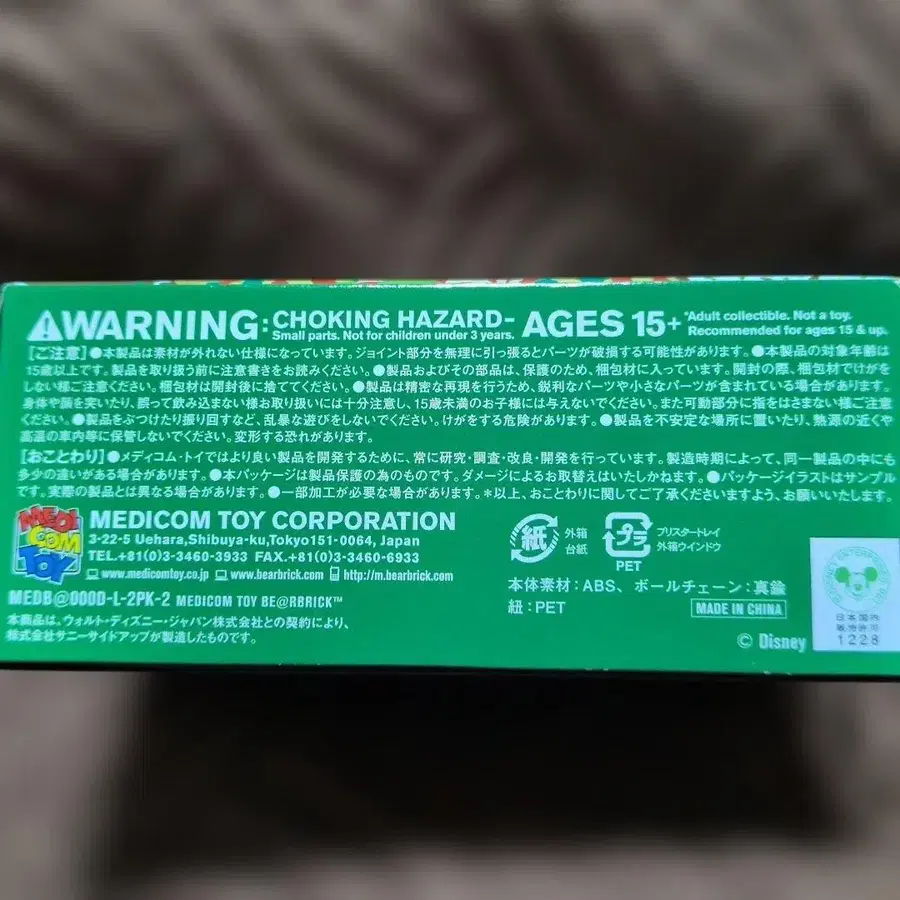 ⚠WARNING: CHOKING HAZARD- AGES 15+ *Adult collectible. Not a toy.
Small parts. Not for children under 3 years. Recommended for ages 15 & up.
[ご注意]●本製品は素材が外れない仕様になっています。ジョイント部分を無理に引っ張るとパーツが破損する可能性があります。●本製品の対象年齢は
15歳以上です。製品を取り扱う前に注意書きをお読みください。●製品およびその部品は、保護のため、梱包材に入っています。開封の際、梱包材でけがを
しない様ご注意ください。梱包材は開封後に捨ててください。●製品は精密な再現を行うため、鋭利なパーツや小さなパーツが含まれている場合があります。
身体や顔を突いたり、誤って飲み込まない様お取り扱いには十分注意し、15歳未満のお子様には与えないでください。また可動部分に指をはさまない様ご注意
ください。●製品をぶつけたり振り回すなど、乱暴な遊びをしないでください。けがをする危険があります。●製品を不安定な場所に置いたり、熱源の近くや
高温の車内等に保管しないでください。変形する恐れがあります。
[おことわり]●メディコム・トイではより良い製品を開発するために、常に研究・調査・改良・開発を行っています。製造時期によって、同一製品の中にも
多少の違いがある場合があります。●本パッケージは製品保護の為のものです。ダメージによるお取替えはいたしかねます。●パッケージイラストはサンプル
です。実際の製品とは異なる場合があります。●一部加工が必要な場合があります。*以上、おことわりに関してご了承くださいますよう、お願いいたします。
MEDI COM TOY
MEDICOM TOY CORPORATION
3-22-5 Uehara,Shibuya-ku,Tokyo151-0064, Japan
TEL.+81(0)3-3460-3933 FAX.+81(0)3-3460-6933
www.medicomtoy.co.jp www.bearbrick.com http://m.bearbrick.com
MEDB@000D-L-2PK-2 MEDICOM TOY BE@RBRICK™
本商品は、ウォルト・ディズニー・ジャパン株式会社との契約により、
株式会社サニーサイドアップが製造したものです。
紙 外箱
台紙
プラ ブリスタートレイ
外箱ウインドウ
PET
本体素材:ABS、ボールチェーン:真鍮
紐:PET
MADE IN CHINA
© Disney
日本国内
販売許可
1228